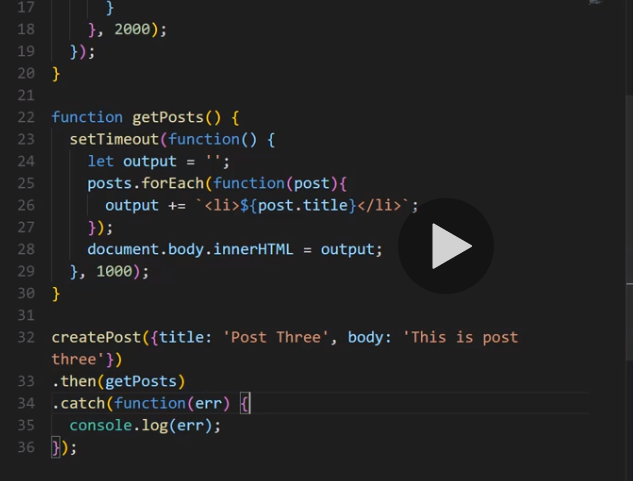 17 }
18 }, 2000);
19 });
20 }
21
22 function getPosts() {
23 setTimeout(function() {
24 let output = '';
25 posts.forEach(function(post){
26 output += `<li>${post.title}</li>`;
27 });
28 document.body.innerHTML = output;
29 }, 1000);
30 }
31
32 createPost({title: 'Post Three', body: 'This is post
three'})
33 .then(getPosts)
34 .catch(function(err) {
35 console.log(err);
36 });